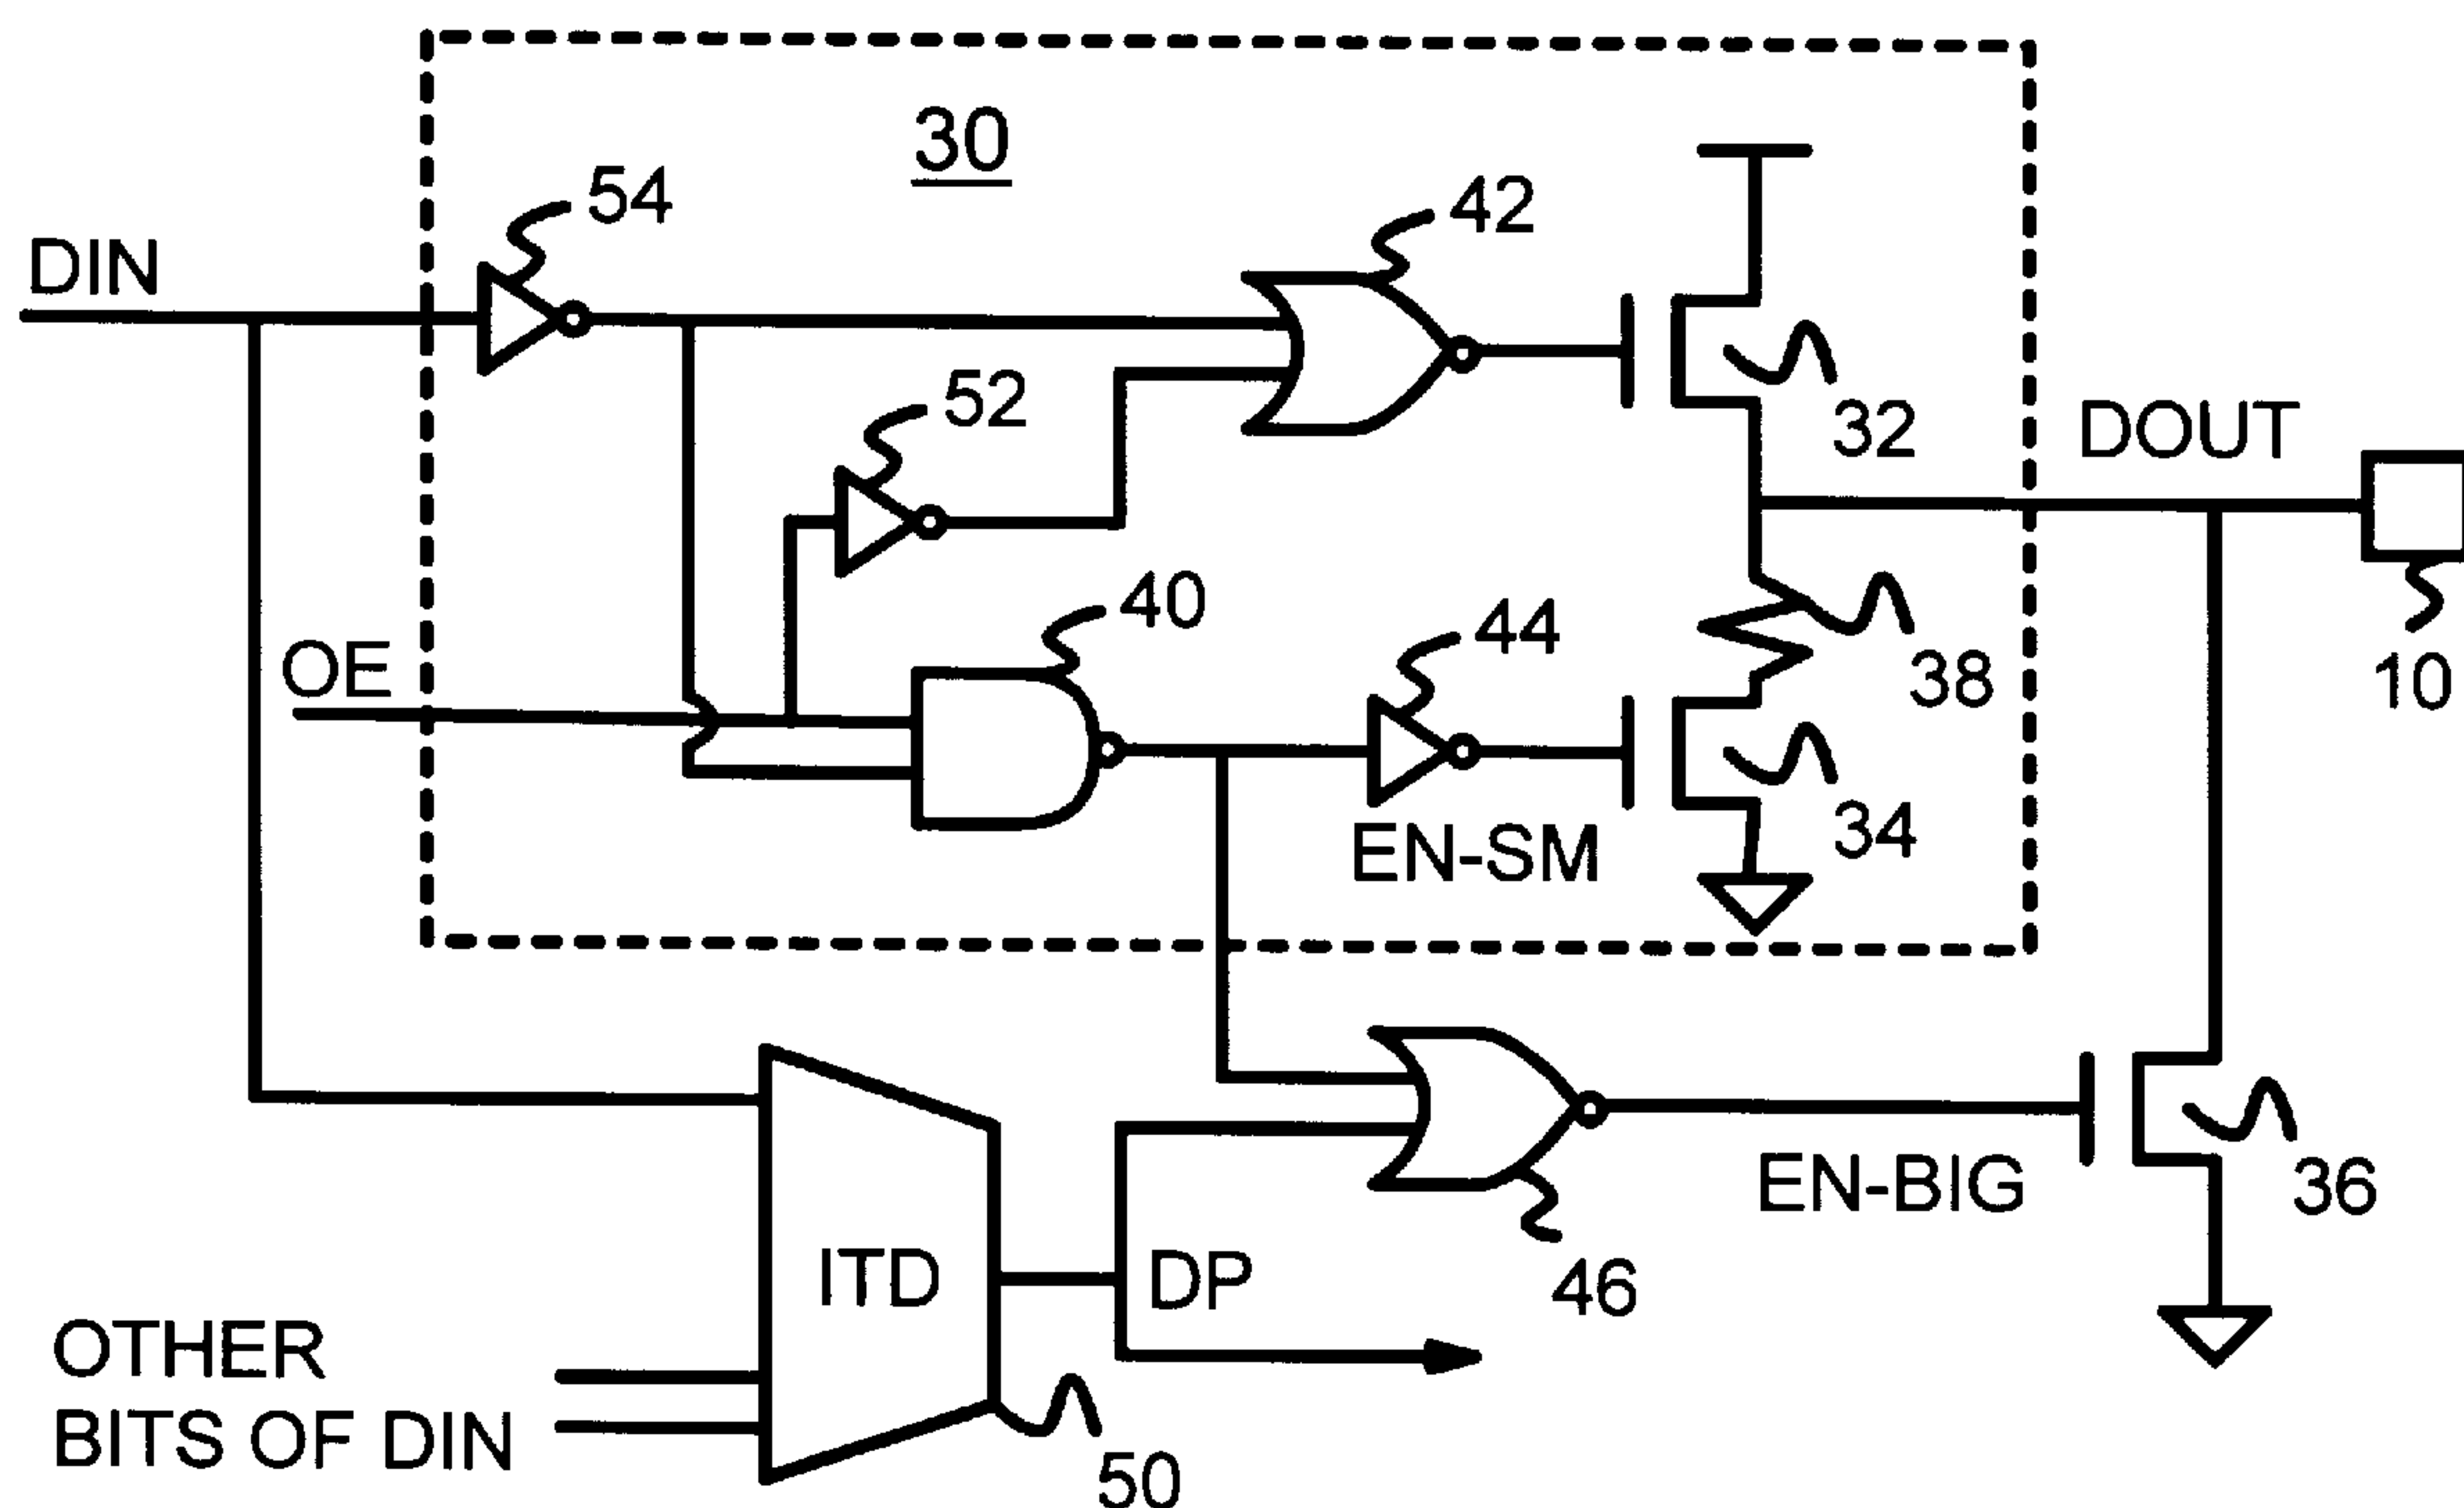 30
54
42
DIN
52
32
DOUT
40
44
OE
38
10
EN-SM
34
EN-BIG
36
ITD
DP
46
OTHER
BITS OF DIN
50